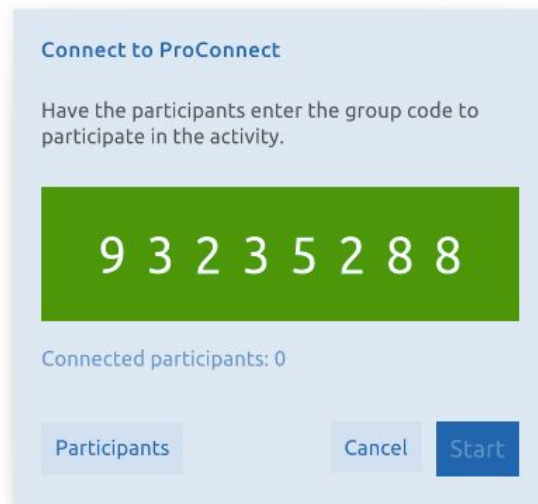 Connect to ProConnect
Have the participants enter the group code to
participate in the activity.
9 3 2 3 5 2 8 8
Connected participants: 0
Participants
Cancel
Start